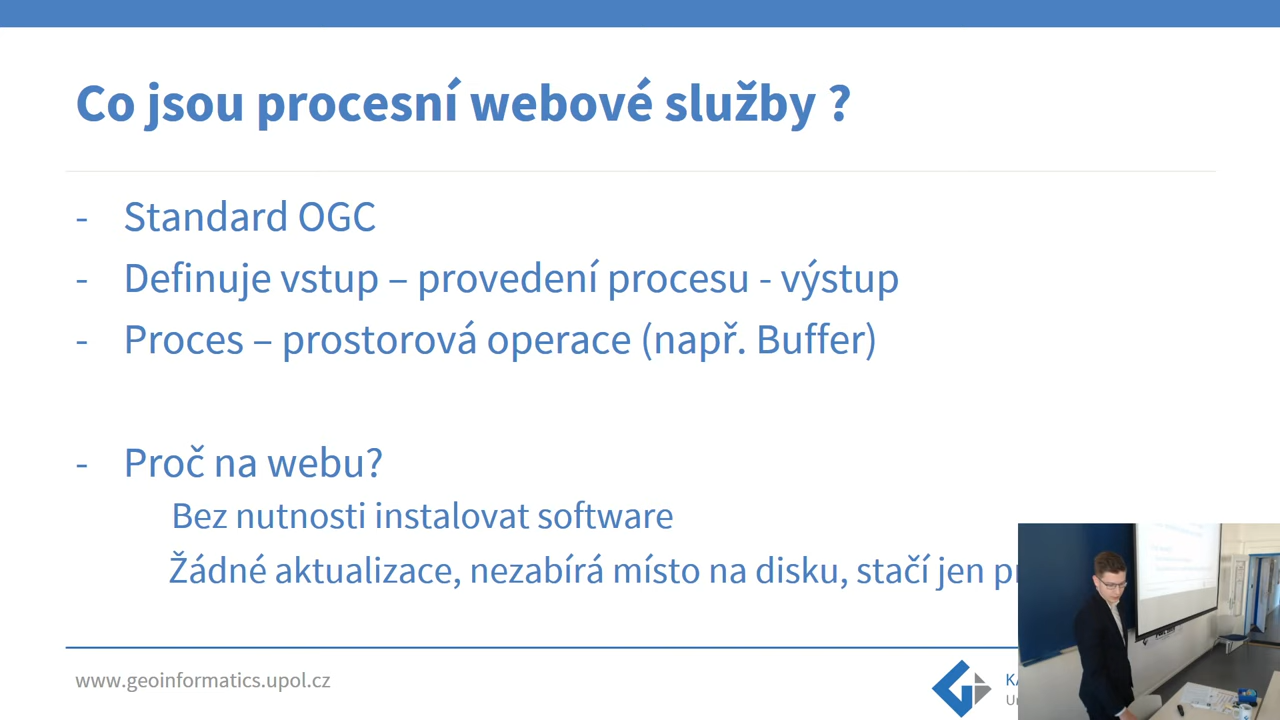 Co jsou procesní webové služby ?
- Standard OGC
- Definuje vstup – provedení procesu - výstup
- Proces – prostorová operace (např. Buffer)
- Proč na webu?
Bez nutnosti instalovat software
Žádné aktualizace, nezabírá místo na disku, stačí jen
www.geoinformatics.upol.cz